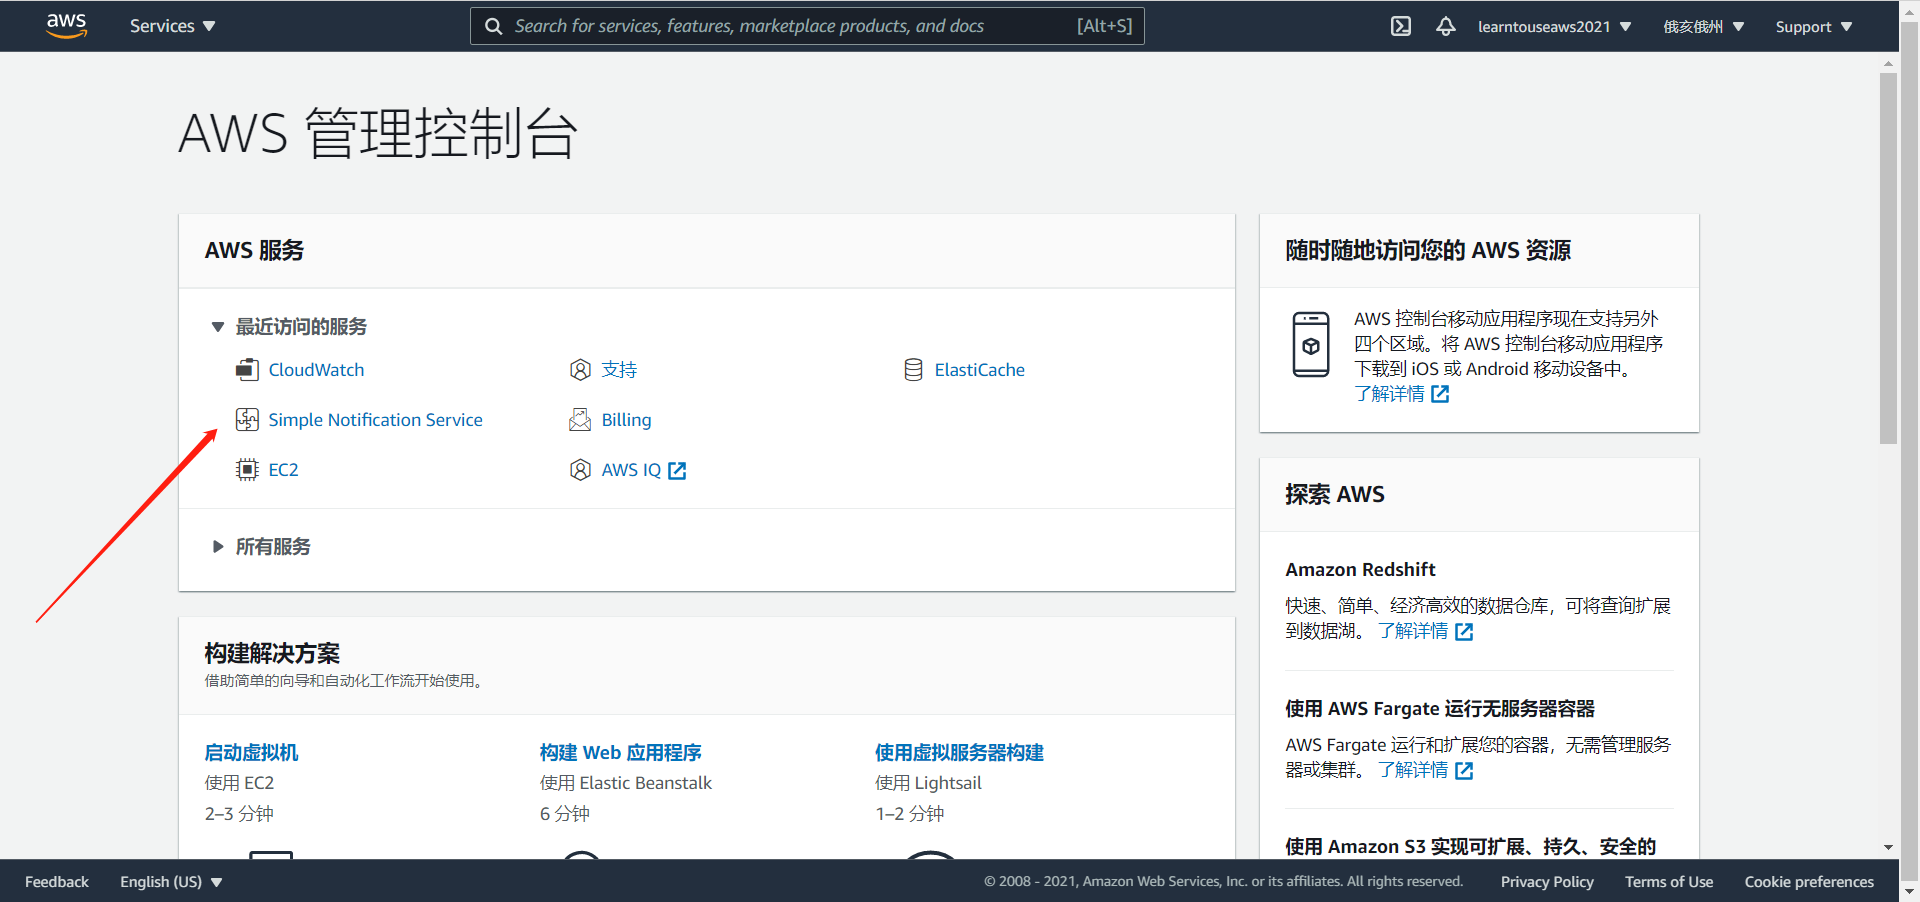 aws
Services
Search for services, features, marketplace products, and docs
[Alt+S]
learntouseaws2021
俄亥俄州
Support
AWS 管理控制台
AWS 服务
最近访问的服务
CloudWatch
支持
ElastiCache
Simple Notification Service
Billing
EC2
AWS IQ
所有服务
构建解决方案
借助简单的向导和自动化工作流开始使用。
启动虚拟机
使用 EC2
2–3 分钟
构建 Web 应用程序
使用 Elastic Beanstalk
6 分钟
使用虚拟服务器构建
使用 Lightsail
1–2 分钟
随时随地访问您的 AWS 资源
AWS 控制台移动应用程序现在支持另外
四个区域。将 AWS 控制台移动应用程序
下载到 iOS 或 Android 移动设备中。
了解详情
探索 AWS
Amazon Redshift
快速、简单、经济高效的数据仓库，可将查询扩展
到数据湖。 了解详情
使用 AWS Fargate 运行无服务器容器
AWS Fargate 运行和扩展您的容器，无需管理服务
器或集群。 了解详情
使用 Amazon S3 实现可扩展、持久、安全的
Feedback
English (US)
© 2008 - 2021, Amazon Web Services, Inc. or its affiliates. All rights reserved.
Privacy Policy
Terms of Use
Cookie preferences